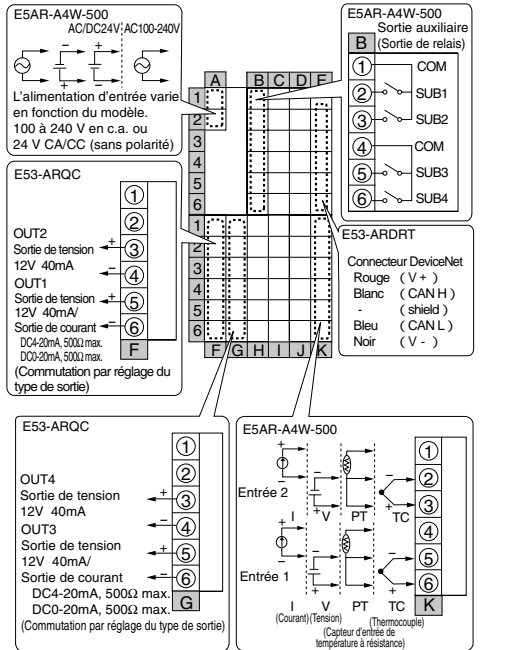 E5AR-A4W-500
AC/DC24V AC100-240V
L'alimentation d'entrée varie
en fonction du modèle.
100 à 240 V en c.a. ou
24 V CA/CC (sans polarité)
E5AR-A4W-500
Sortie auxiliaire
(Sortie de relais)
B
1 COM
2 SUB1
3 SUB2
4 COM
5 SUB3
6 SUB4
A B C D E
1
2
3
4
5
6
1
2
3
4
5
6
F G H I J K
E53-ARQC
1
2
OUT2
Sortie de tension + 3
12V 40mA - 4
OUT1
Sortie de tension + 5
12V 40mA/
Sortie de courant - 6
DC4-20mA, 500Ω max.
DC0-20mA, 500Ω max.
F
(Commutation par réglage du
type de sortie)
E53-ARDRT
Connecteur DeviceNet
Rouge ( V + )
Blanc ( CAN H )
- ( shield )
Bleu ( CAN L )
Noir ( V - )
E53-ARQC
1
2
OUT4
Sortie de tension + 3
12V 40mA
OUT3 - 4
Sortie de tension + 5
12V 40mA/
Sortie de courant - 6
DC4-20mA, 500Ω max.
DC0-20mA, 500Ω max.
G
(Commutation par réglage du type de sortie)
E5AR-A4W-500
1
2
3
4
5
6
K
Entrée 2
I V PT TC
Entrée 1
I V PT TC
(Courant) (Tension) (Thermocouple)
(Capteur d'entrée de
température à résistance)